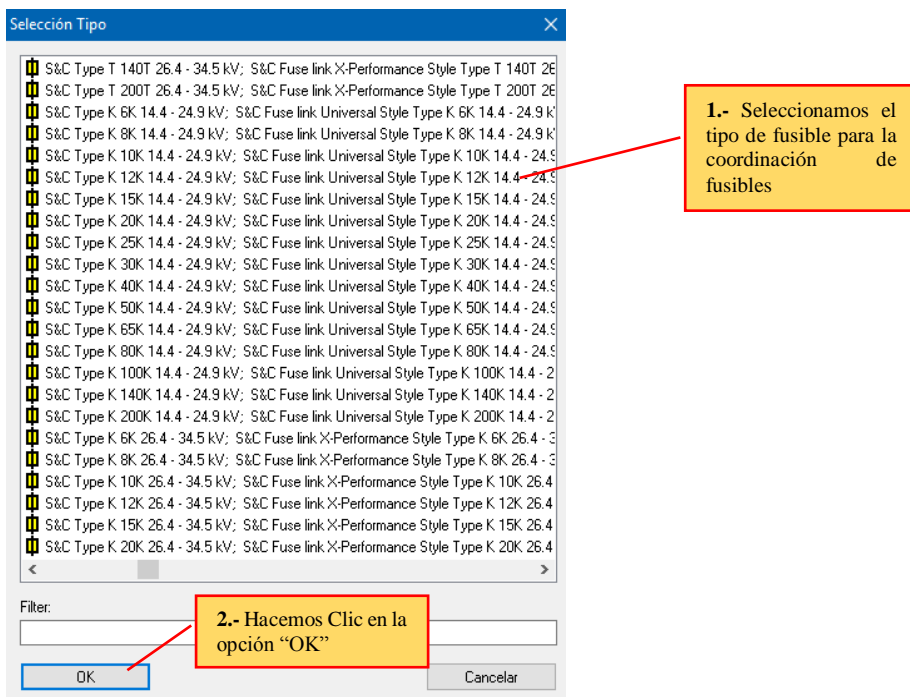 Selección Tipo
S&C Type T 140T 26.4 - 34.5 kV; S&C Fuse link X-Performance Style Type T 140T 26
S&C Type T 200T 26.4 - 34.5 kV; S&C Fuse link X-Performance Style Type T 200T 26
S&C Type K 6K 14.4 - 24.9 kV; S&C Fuse link Universal Style Type K 6K 14.4 - 24.9 k
S&C Type K 8K 14.4 - 24.9 kV; S&C Fuse link Universal Style Type K 8K 14.4 - 24.9 k
S&C Type K 10K 14.4 - 24.9 kV; S&C Fuse link Universal Style Type K 10K 14.4 - 24.9
S&C Type K 12K 14.4 - 24.9 kV; S&C Fuse link Universal Style Type K 12K 14.4 - 24.9
S&C Type K 15K 14.4 - 24.9 kV; S&C Fuse link Universal Style Type K 15K 14.4 - 24.9
S&C Type K 20K 14.4 - 24.9 kV; S&C Fuse link Universal Style Type K 20K 14.4 - 24.9
S&C Type K 25K 14.4 - 24.9 kV; S&C Fuse link Universal Style Type K 25K 14.4 - 24.9
S&C Type K 30K 14.4 - 24.9 kV; S&C Fuse link Universal Style Type K 30K 14.4 - 24.9
S&C Type K 40K 14.4 - 24.9 kV; S&C Fuse link Universal Style Type K 40K 14.4 - 24.9
S&C Type K 50K 14.4 - 24.9 kV; S&C Fuse link Universal Style Type K 50K 14.4 - 24.9
S&C Type K 65K 14.4 - 24.9 kV; S&C Fuse link Universal Style Type K 65K 14.4 - 24.9
S&C Type K 80K 14.4 - 24.9 kV; S&C Fuse link Universal Style Type K 80K 14.4 - 24.9
S&C Type K 100K 14.4 - 24.9 kV; S&C Fuse link Universal Style Type K 100K 14.4 - 2
S&C Type K 140K 14.4 - 24.9 kV; S&C Fuse link Universal Style Type K 140K 14.4 - 2
S&C Type K 200K 14.4 - 24.9 kV; S&C Fuse link Universal Style Type K 200K 14.4 - 2
S&C Type K 6K 26.4 - 34.5 kV; S&C Fuse link X-Performance Style Type K 6K 26.4 - 3
S&C Type K 8K 26.4 - 34.5 kV; S&C Fuse link X-Performance Style Type K 8K 26.4 - 3
S&C Type K 10K 26.4 - 34.5 kV; S&C Fuse link X-Performance Style Type K 10K 26.4
S&C Type K 12K 26.4 - 34.5 kV; S&C Fuse link X-Performance Style Type K 12K 26.4
S&C Type K 15K 26.4 - 34.5 kV; S&C Fuse link X-Performance Style Type K 15K 26.4
S&C Type K 20K 26.4 - 34.5 kV; S&C Fuse link X-Performance Style Type K 20K 26.4
Filter:
OK
Cancelar
1.- Seleccionamos el
tipo de fusible para la
coordinación de
fusibles
2.- Hacemos Clic en la
opción “OK”